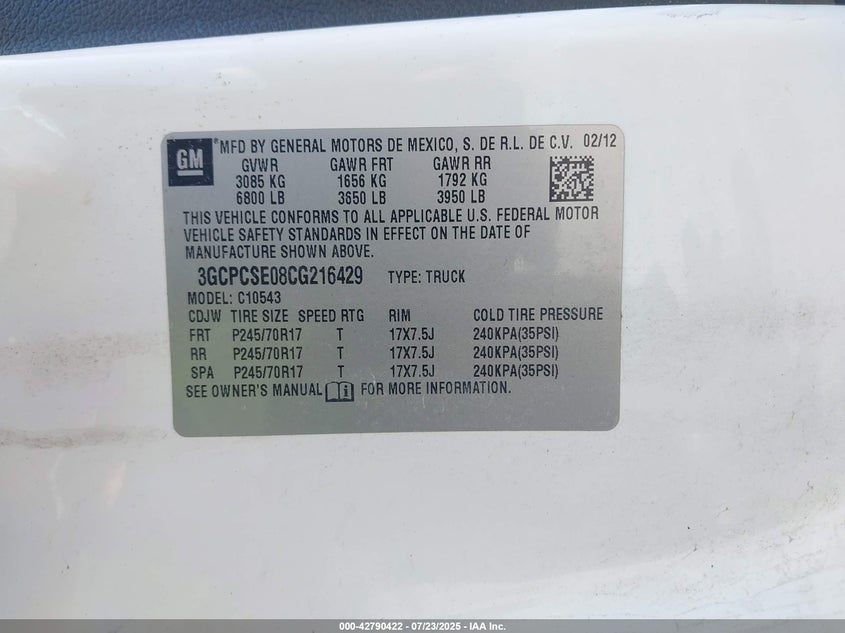 GM ®MFD BY GENERAL MOTORS DE MEXICO, S. DE R.L. DE C.V. 02/12
GVWR GAWR FRT GAWR RR
3085 KG 1656 KG 1792 KG
6800 LB 3650 LB 3950 LB
THIS VEHICLE CONFORMS TO ALL APPLICABLE U.S. FEDERAL MOTOR
VEHICLE SAFETY STANDARDS IN EFFECT ON THE DATE OF
MANUFACTURE SHOWN ABOVE.
3GCPCSE08CG216429 TYPE: TRUCK
MODEL: C10543
CDJW TIRE SIZE SPEED RTG RIM COLD TIRE PRESSURE
FRT P245/70R17 T 17X7.5J 240KPA(35PSI)
RR P245/70R17 T 17X7.5J 240KPA(35PSI)
SPA P245/70R17 T 17X7.5J 240KPA(35PSI)
SEE OWNER'S MANUAL i FOR MORE INFORMATION.
000-42790422 - 07/23/2025 - IAA Inc.